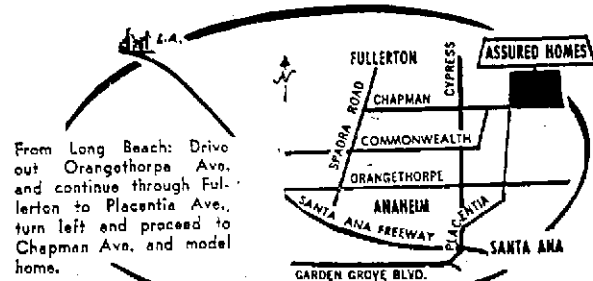 L.A.
FULLERTON
CYPRESS
ASSURED HOMES
N
SPADRA ROAD
CHAPMAN
COMMONWEALTH
ORANGETHORPE
ANAHEIM
SANTA ANA FREEWAY
PLACENTIA
SANTA ANA
GARDEN GROVE BLVD.
From Long Beach: Drive
out Orangethorpe Ave.
and continue through Ful-
lerton to Placentia Ave.,
turn left and proceed to
Chapman Ave. and model
home.